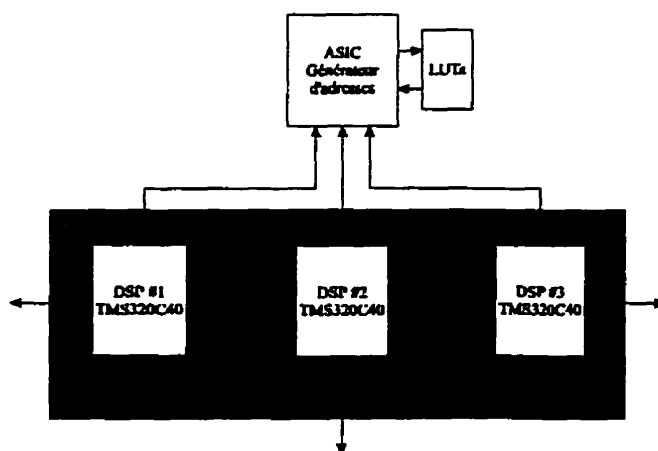 ASIC
Générateur
d'adresses
LUTs
DSP #1
TMS320C40
DSP #2
TMS320C40
DSP #3
TMS320C40